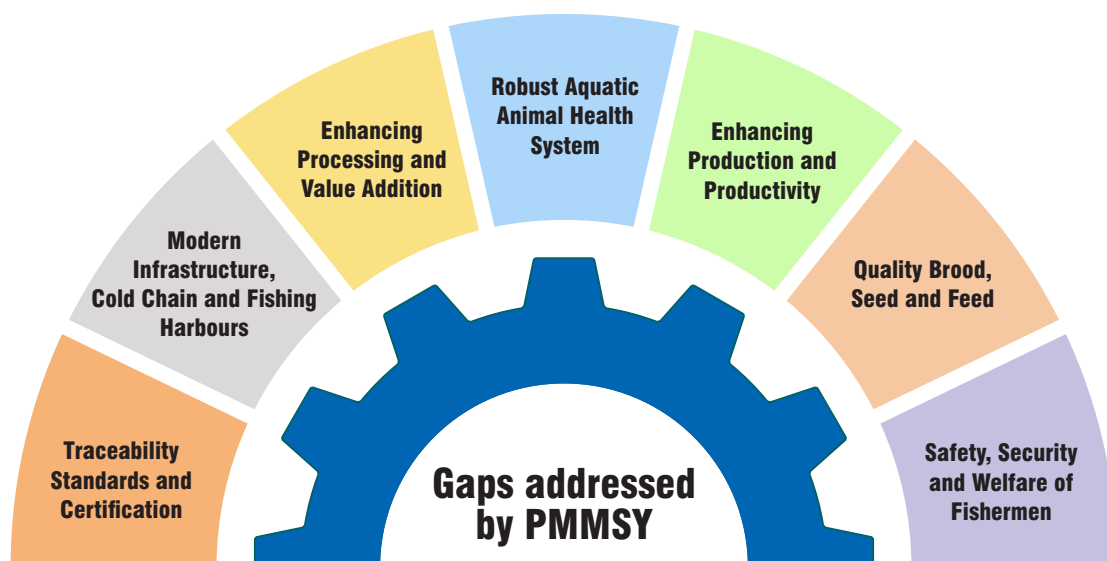 Traceability
Standards and
Certification
Modern
Infrastructure,
Cold Chain and Fishing
Harbours
Enhancing
Processing and
Value Addition
Robust Aquatic
Animal Health
System
Enhancing
Production and
Productivity
Quality Brood,
Seed and Feed
Safety, Security
and Welfare of
Fishermen
Gaps addressed
by PMMSY